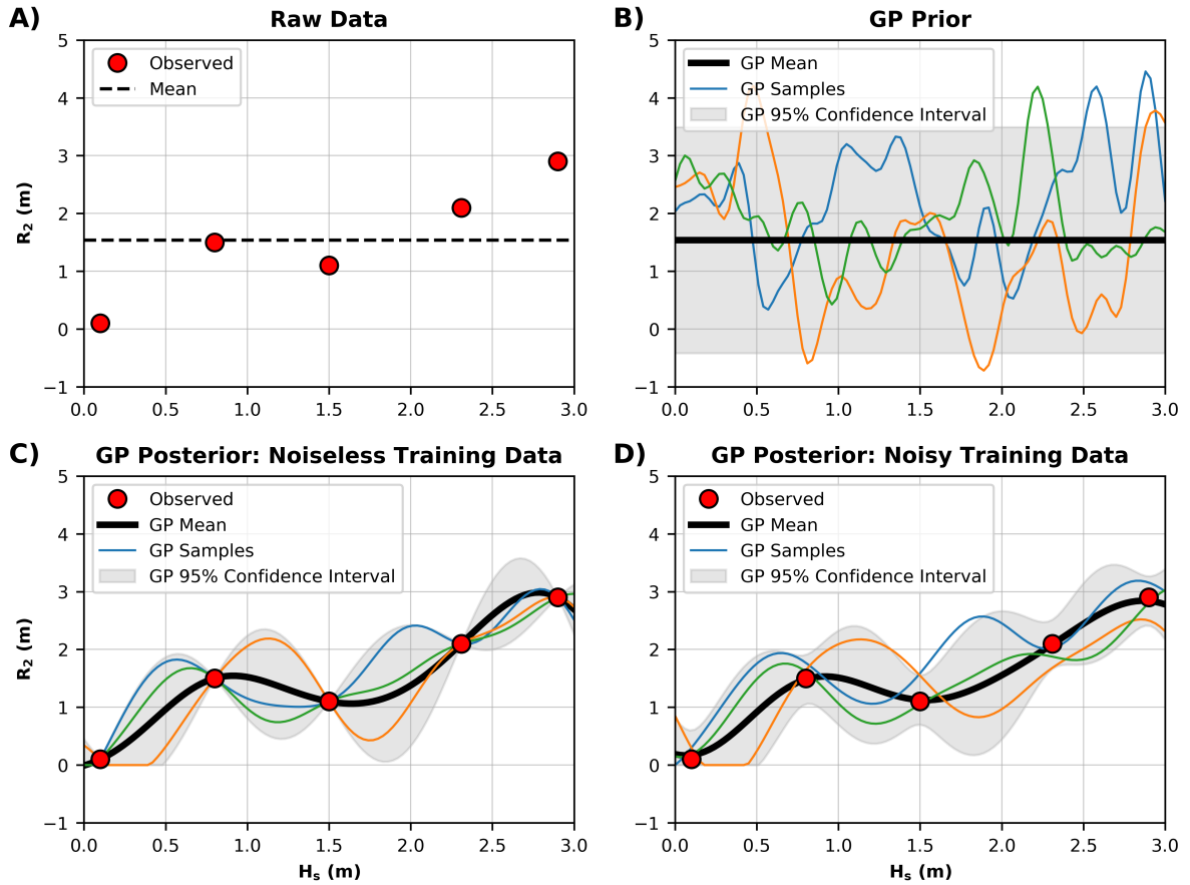 A) Raw Data
5
4
3
2
1
0
−1
R₂ (m)
Observed
Mean
0.0 0.5 1.0 1.5 2.0 2.5 3.0
B) GP Prior
5
4
3
2
1
0
−1
GP Mean
GP Samples
GP 95% Confidence Interval
0.0 0.5 1.0 1.5 2.0 2.5 3.0
C) GP Posterior: Noiseless Training Data
5
4
3
2
1
0
−1
R₂ (m)
Observed
GP Mean
GP Samples
GP 95% Confidence Interval
0.0 0.5 1.0 1.5 2.0 2.5 3.0
Hₛ (m)
D) GP Posterior: Noisy Training Data
5
4
3
2
1
0
−1
Observed
GP Mean
GP Samples
GP 95% Confidence Interval
0.0 0.5 1.0 1.5 2.0 2.5 3.0
Hₛ (m)